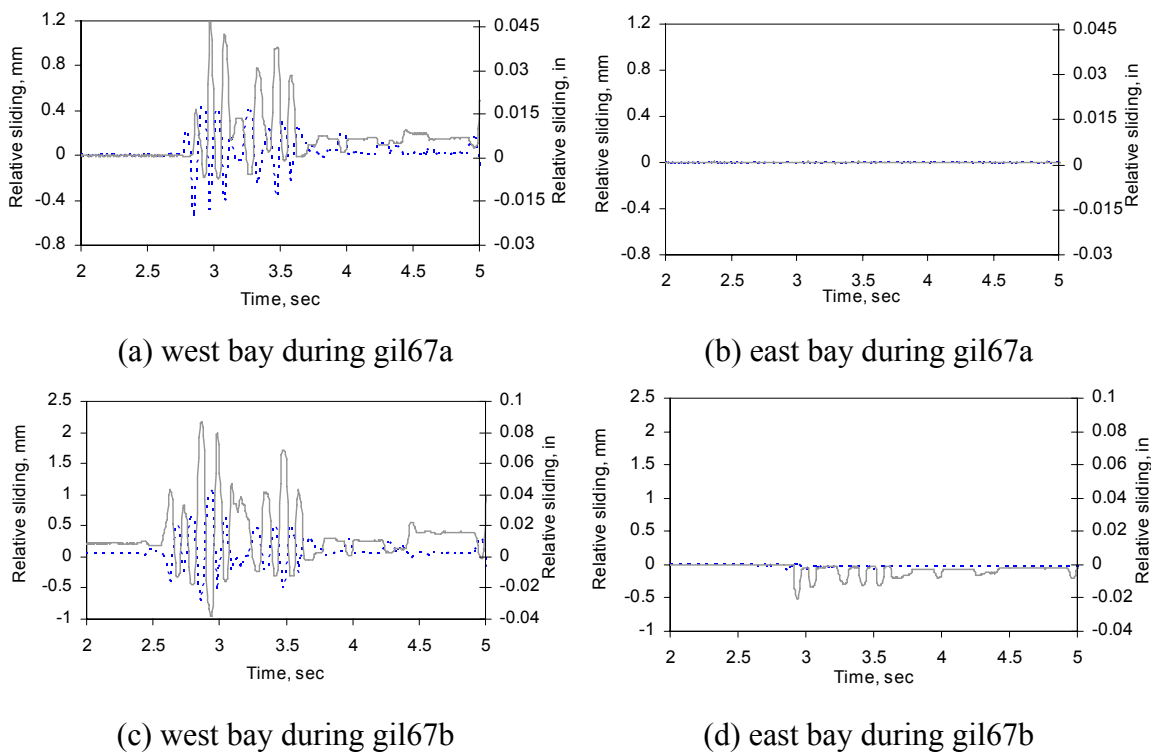 1.2
0.8
0.4
0
-0.4
-0.8
Relative sliding, mm
0.045
0.03
0.015
0
-0.015
-0.03
Relative sliding, in
2 2.5 3 3.5 4 4.5 5
Time, sec
(a) west bay during gil67a
1.2
0.8
0.4
0
-0.4
-0.8
Relative sliding, mm
0.045
0.03
0.015
0
-0.015
-0.03
Relative sliding, in
2 2.5 3 3.5 4 4.5 5
Time, sec
(b) east bay during gil67a
2.5
2
1.5
1
0.5
0
-0.5
-1
Relative sliding, mm
0.1
0.08
0.06
0.04
0.02
0
-0.02
-0.04
Relative sliding, in
2 2.5 3 3.5 4 4.5 5
Time, sec
(c) west bay during gil67b
2.5
2
1.5
1
0.5
0
-0.5
-1
Relative sliding, mm
0.1
0.08
0.06
0.04
0.02
0
-0.02
-0.04
Relative sliding, in
2 2.5 3 3.5 4 4.5 5
Time, sec
(d) east bay during gil67b